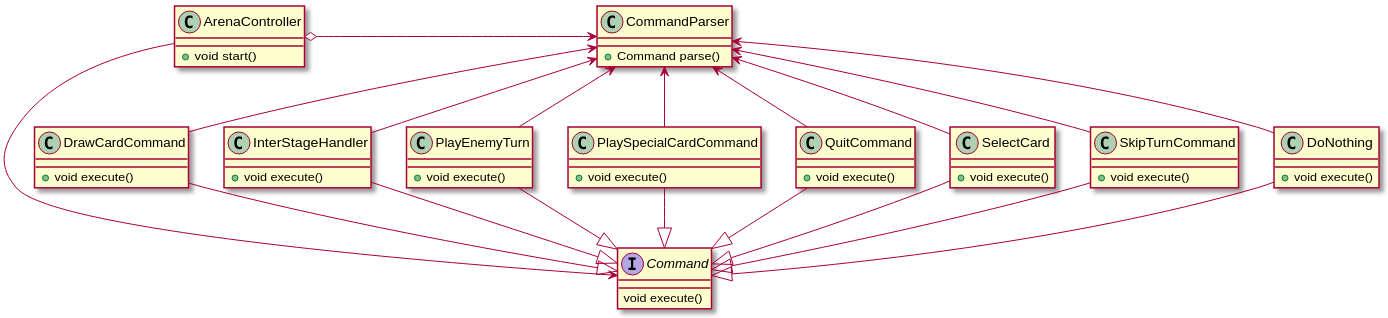 C ArenaController
void start()
C CommandParser
Command parse()
C DrawCardCommand
void execute()
C InterStageHandler
void execute()
C PlayEnemyTurn
void execute()
C PlaySpecialCardCommand
void execute()
C QuitCommand
void execute()
C SelectCard
void execute()
C SkipTurnCommand
void execute()
C DoNothing
void execute()
I Command
void execute()